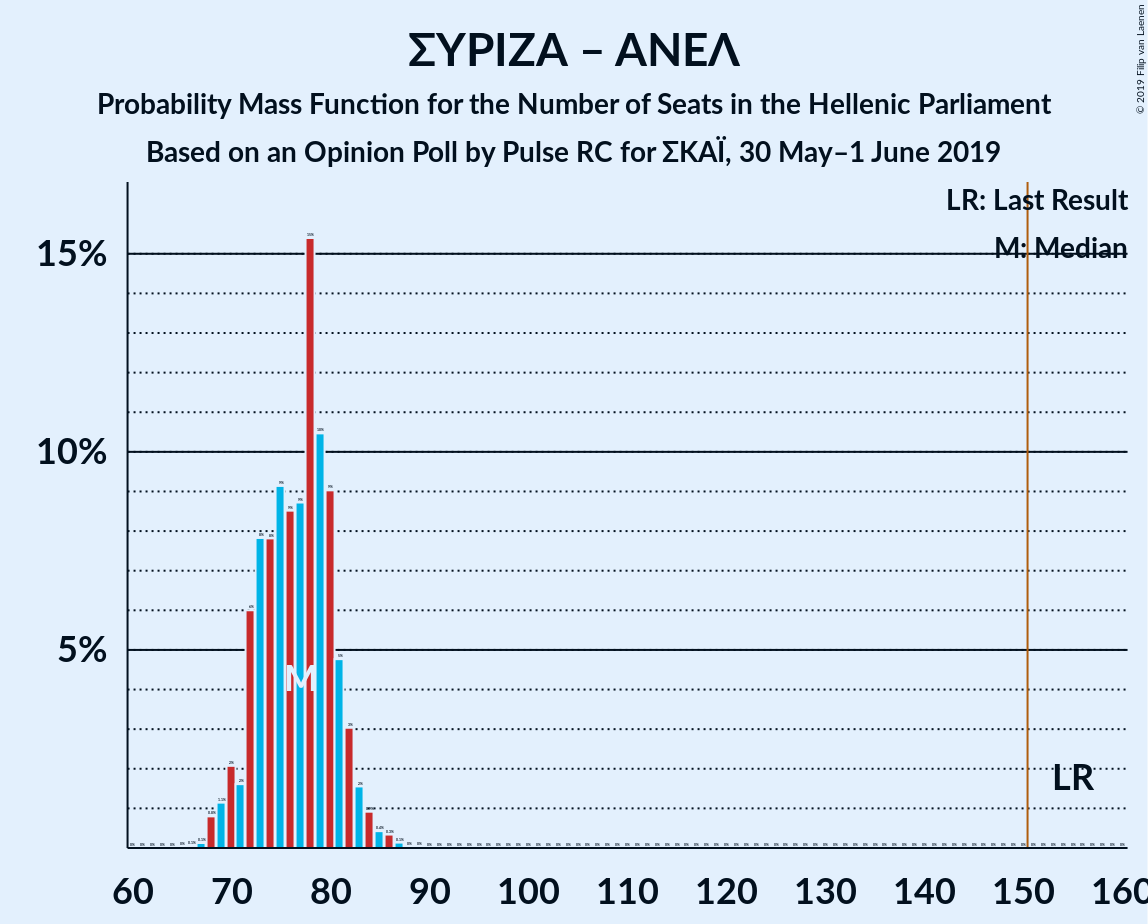 ΣΥΡΙΖΑ – ΑΝΕΛ
Probability Mass Function for the Number of Seats in the Hellenic Parliament
Based on an Opinion Poll by Pulse RC for ΣΚΑΪ, 30 May–1 June 2019
© 2019 Filip van Laenen
LR: Last Result
M: Median
15%
10%
5%
M
LR
60 70 80 90 100 110 120 130 140 150 160